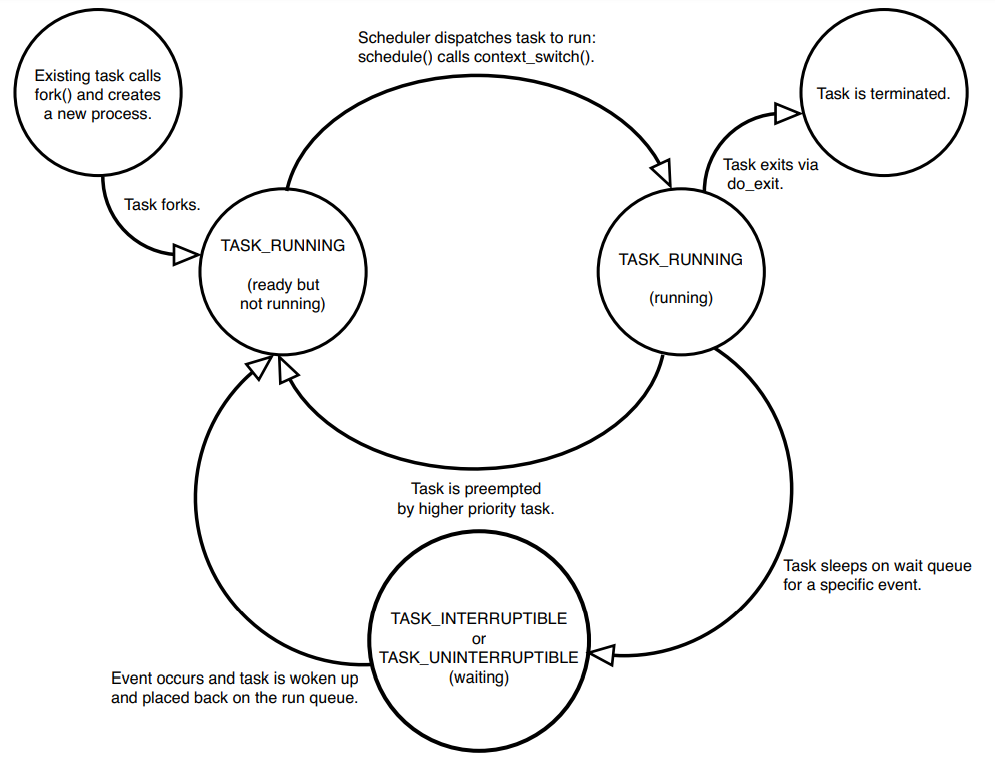 Scheduler dispatches task to run:
schedule() calls context_switch().
Existing task calls
fork() and creates
a new process.
Task is terminated.
Task exits via
do_exit.
Task forks.
TASK_RUNNING
(ready but
not running)
TASK_RUNNING
(running)
Task is preempted
by higher priority task.
Task sleeps on wait queue
for a specific event.
TASK_INTERRUPTIBLE
or
TASK_UNINTERRUPTIBLE
(waiting)
Event occurs and task is woken up
and placed back on the run queue.